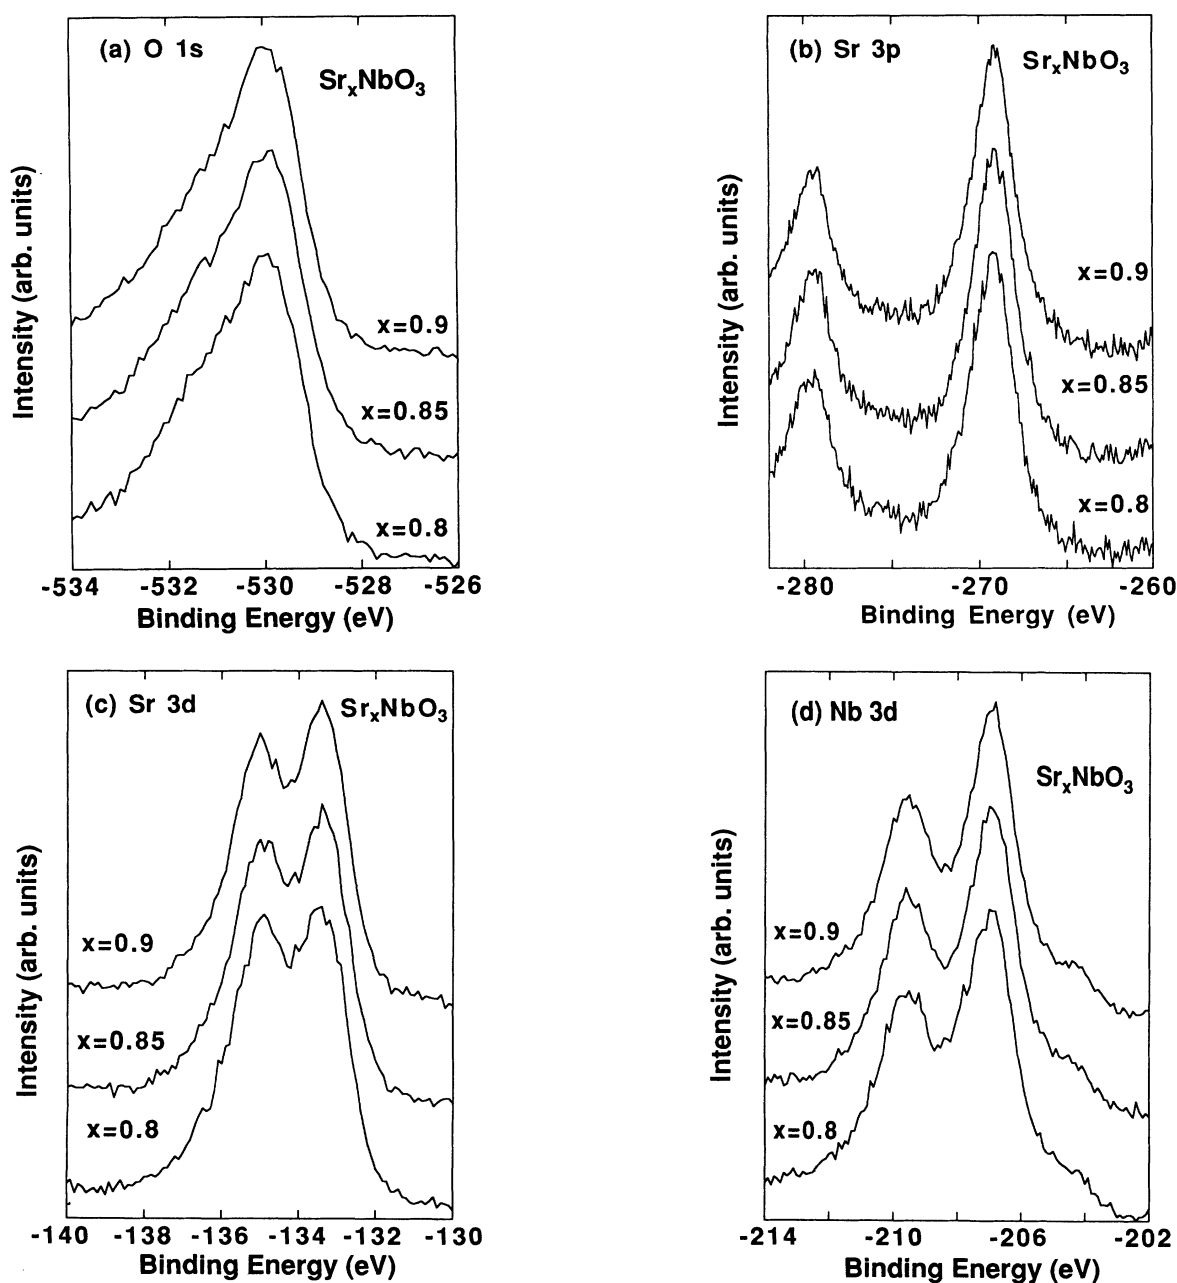 (a) O 1s
SrₓNbO₃
Intensity (arb. units)
x=0.9
x=0.85
x=0.8
-534 -532 -530 -528 -526
Binding Energy (eV)
(b) Sr 3p
SrₓNbO₃
Intensity (arb. units)
x=0.9
x=0.85
x=0.8
-280 -270 -260
Binding Energy (eV)
(c) Sr 3d
SrₓNbO₃
Intensity (arb. units)
x=0.9
x=0.85
x=0.8
-140 -138 -136 -134 -132 -130
Binding Energy (eV)
(d) Nb 3d
SrₓNbO₃
Intensity (arb. units)
x=0.9
x=0.85
x=0.8
-214 -210 -206 -202
Binding Energy (eV)